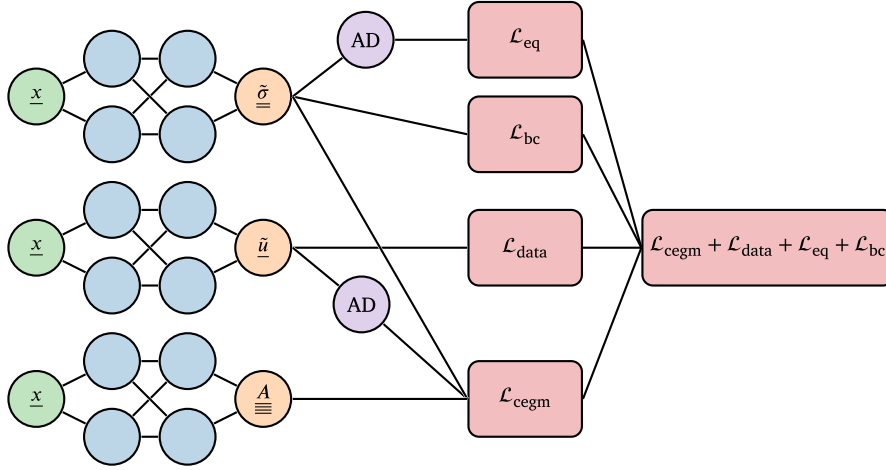 AD
ℒ_eq
x
σ̃
ℒ_bc
x
ũ
ℒ_data
ℒ_cegm + ℒ_data + ℒ_eq + ℒ_bc
AD
x
A
ℒ_cegm